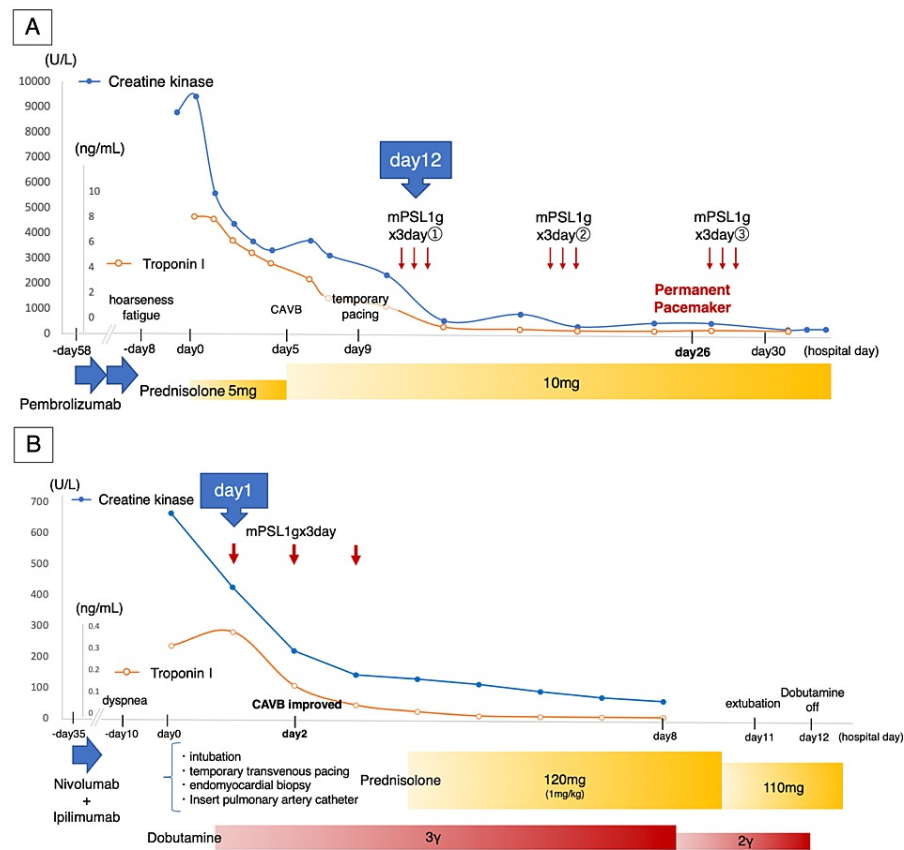 A
(U/L)
Creatine kinase
10000
9000
8000
7000
6000
5000
4000
3000
2000
1000
0
(ng/mL)
10
8
6
4
2
0
Troponin I
day12
mPSL1g
x3day①
mPSL1g
x3day②
mPSL1g
x3day③
Permanent
Pacemaker
hoarseness
fatigue
CAVB
temporary
pacing
-day58
-day8
day0
day5
day9
day26
day30
(hospital day)
Pembrolizumab
Prednisolone 5mg
10mg
B
(U/L)
Creatine kinase
700
600
500
400
300
200
100
0
day1
mPSL1gx3day
(ng/mL)
0.4
0.3
0.2
0.1
0
Troponin I
dyspnea
CAVB improved
extubation
Dobutamine
off
-day35
-day10
day0
day2
day8
day11
day12
(hospital day)
Nivolumab
+
Ipilimumab
・intubation
・temporary transvenous pacing
・endomyocardial biopsy
・Insert pulmonary artery catheter
Prednisolone
120mg
(1mg/kg)
110mg
Dobutamine
3γ
2γ